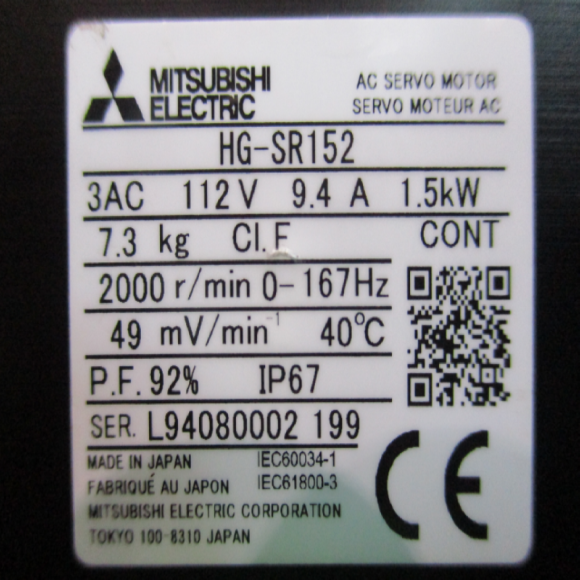 MITSUBISHI
ELECTRIC
AC SERVO MOTOR
SERVO MOTEUR AC
HG-SR152
3AC 112 V 9.4 A 1.5kW
7.3 kg CI.F CONT
2000 r/min 0-167Hz
49 mV/min⁻¹ 40℃
P.F. 92% IP67
SER. L94080002 199
MADE IN JAPAN IEC60034-1
FABRIQUÉ AU JAPON IEC61800-3
MITSUBISHI ELECTRIC CORPORATION
TOKYO 100-8310 JAPAN
CE